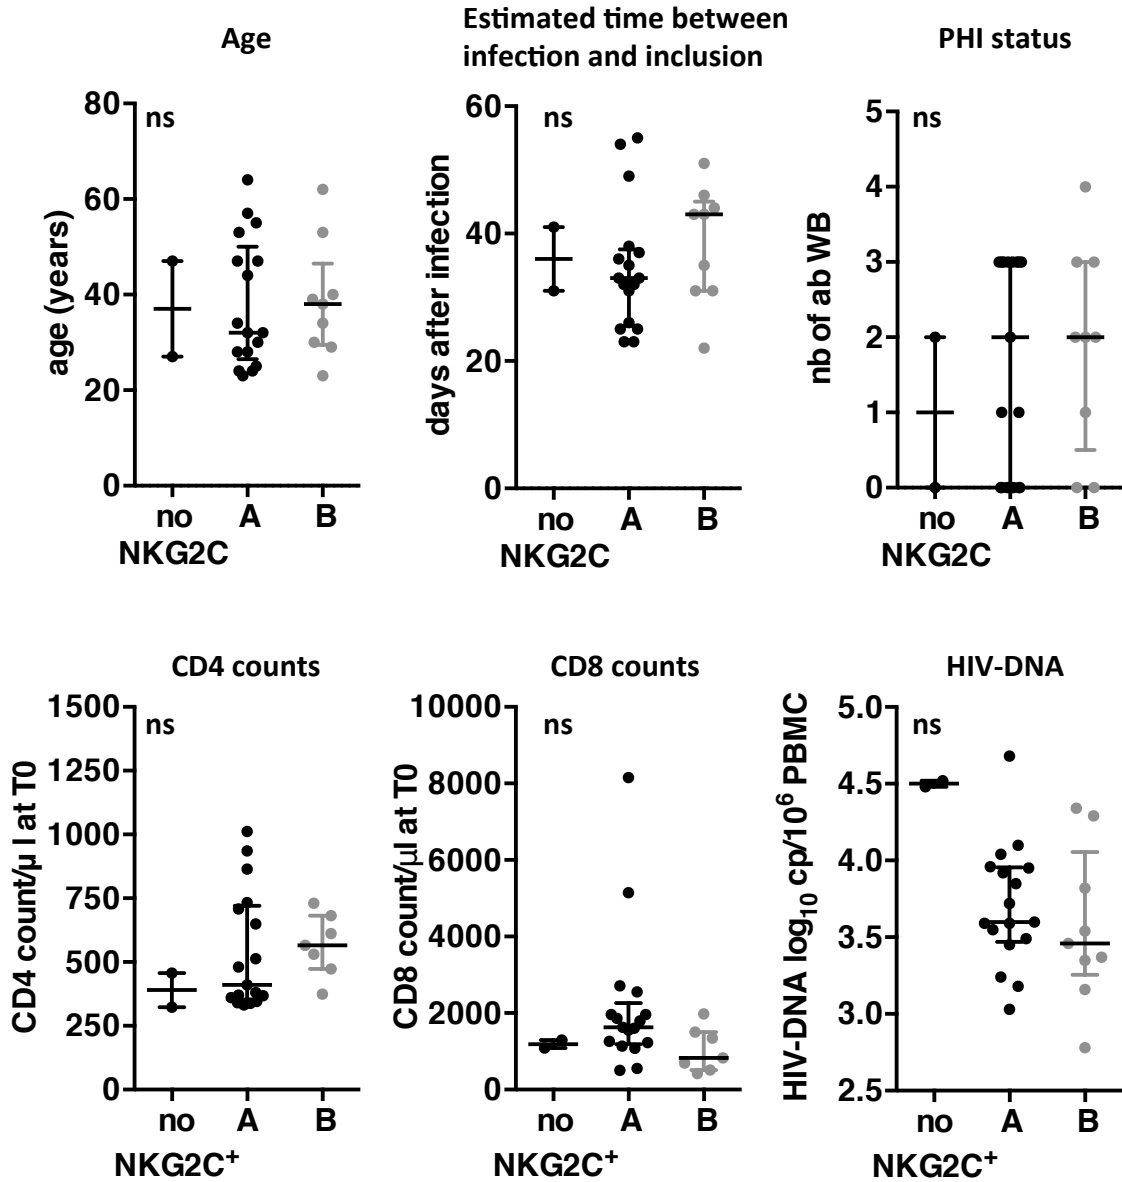 Age
80
60
40
20
0
age (years)
ns
no A B
NKG2C
Estimated time between
infection and inclusion
60
40
20
0
days after infection
ns
no A B
NKG2C
PHI status
5
4
3
2
1
0
nb of ab WB
ns
no A B
NKG2C
CD4 counts
1500
1250
1000
750
500
250
0
CD4 count/µ l at T0
ns
no A B
NKG2C⁺
CD8 counts
10000
8000
6000
4000
2000
0
CD8 count/µl at T0
ns
no A B
NKG2C⁺
HIV-DNA
5.0
4.5
4.0
3.5
3.0
2.5
HIV-DNA log₁₀ cp/10⁶ PBMC
ns
no A B
NKG2C⁺